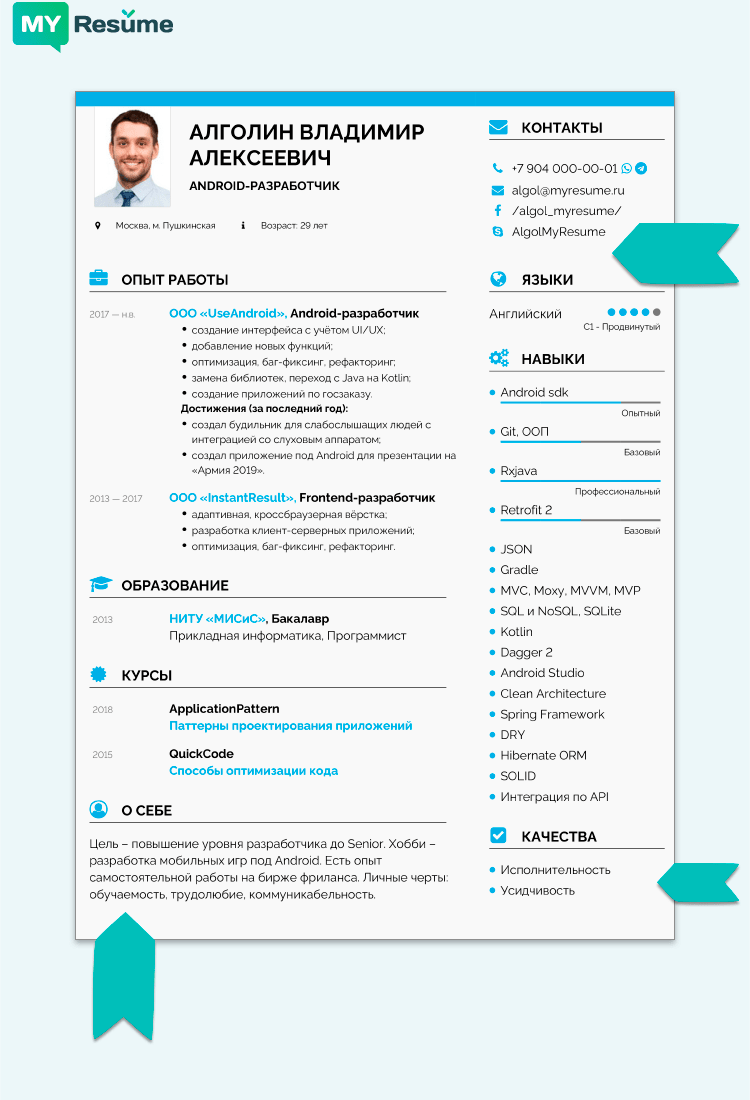 MY Resume
АЛГОЛИН ВЛАДИМИР
АЛЕКСЕЕВИЧ
ANDROID-РАЗРАБОТЧИК
Москва, м. Пушкинская
Возраст: 29 лет
ОПЫТ РАБОТЫ
2017 — н.в.
ООО «UseAndroid», Android-разработчик
создание интерфейса с учётом UI/UX;
добавление новых функций;
оптимизация, баг-фиксинг, рефакторинг;
замена библиотек, переход с Java на Kotlin;
создание приложений по госзаказу.
Достижения (за последний год):
создал будильник для слабослышащих людей с
интеграцией со слуховым аппаратом;
создал приложение под Android для презентации на
«Армия 2019».
2013 — 2017
ООО «InstantResult», Frontend-разработчик
адаптивная, кроссбраузерная вёрстка;
разработка клиент-серверных приложений;
оптимизация, баг-фиксинг, рефакторинг.
ОБРАЗОВАНИЕ
2013
НИТУ «МИСиС», Бакалавр
Прикладная информатика, Программист
КУРСЫ
2018
ApplicationPattern
Паттерны проектирования приложений
2015
QuickCode
Способы оптимизации кода
О СЕБЕ
Цель – повышение уровня разработчика до Senior. Хобби –
разработка мобильных игр под Android. Есть опыт
самостоятельной работы на бирже фриланса. Личные черты:
обучаемость, трудолюбие, коммуникабельность.
КОНТАКТЫ
+7 904 000-00-01
algol@myresume.ru
/algol_myresume/
AlgolMyResume
ЯЗЫКИ
Английский
C1 - Продвинутый
НАВЫКИ
Android sdk
Опытный
Git, ООП
Базовый
Rxjava
Профессиональный
Retrofit 2
Базовый
JSON
Gradle
MVC, Moxy, MVVM, MVP
SQL и NoSQL, SQLite
Kotlin
Dagger 2
Android Studio
Clean Architecture
Spring Framework
DRY
Hibernate ORM
SOLID
Интеграция по API
КАЧЕСТВА
Исполнительность
Усидчивость